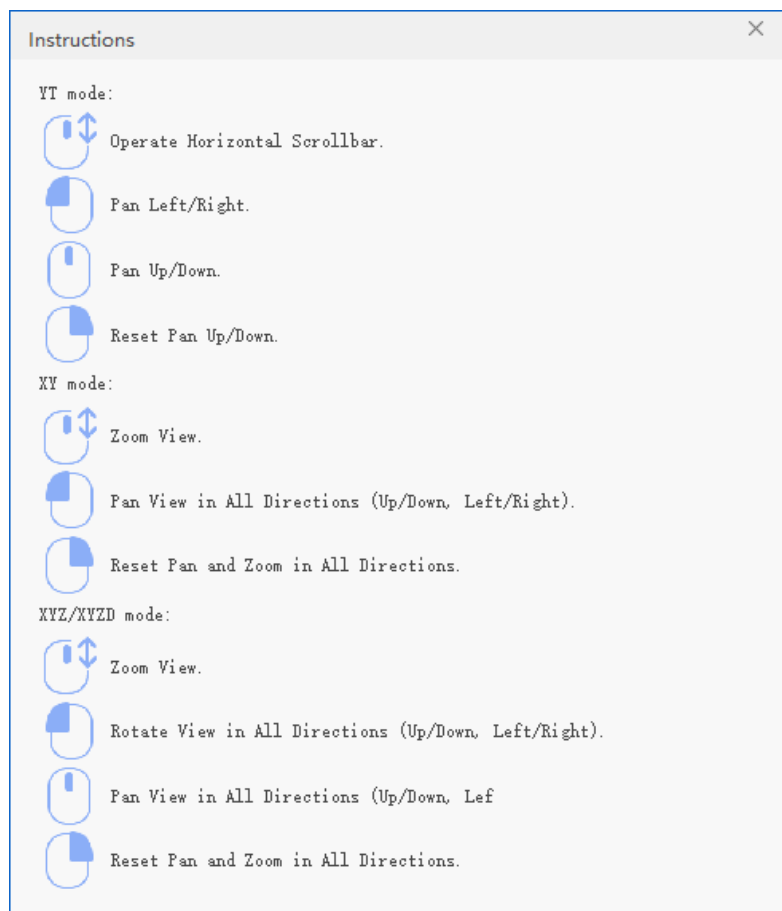 Instructions
YT mode:
Operate Horizontal Scrollbar.
Pan Left/Right.
Pan Up/Down.
Reset Pan Up/Down.
XY mode:
Zoom View.
Pan View in All Directions (Up/Down, Left/Right).
Reset Pan and Zoom in All Directions.
XYZ/XYZD mode:
Zoom View.
Rotate View in All Directions (Up/Down, Left/Right).
Pan View in All Directions (Up/Down, Lef
Reset Pan and Zoom in All Directions.